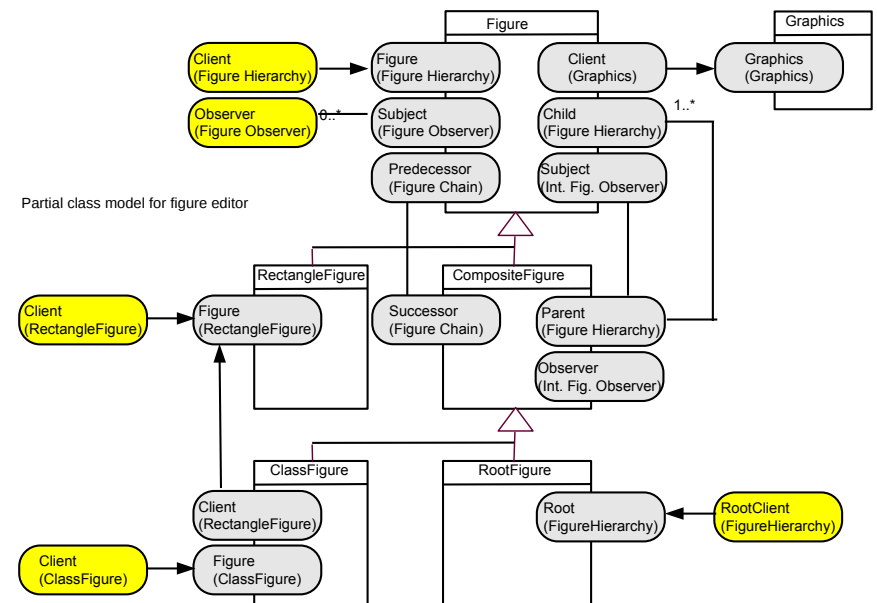 Figure
Graphics
Client
(Figure Hierarchy)
Figure
(Figure Hierarchy)
Client
(Graphics)
Graphics
(Graphics)
Observer
(Figure Observer)
0..*
Subject
(Figure Observer)
Child
(Figure Hierarchy)
1..*
Predecessor
(Figure Chain)
Subject
(Int. Fig. Observer)
Partial class model for figure editor
RectangleFigure
CompositeFigure
Client
(RectangleFigure)
Figure
(RectangleFigure)
Successor
(Figure Chain)
Parent
(Figure Hierarchy)
Observer
(Int. Fig. Observer)
ClassFigure
RootFigure
Client
(RectangleFigure)
Root
(FigureHierarchy)
RootClient
(FigureHierarchy)
Client
(ClassFigure)
Figure
(ClassFigure)